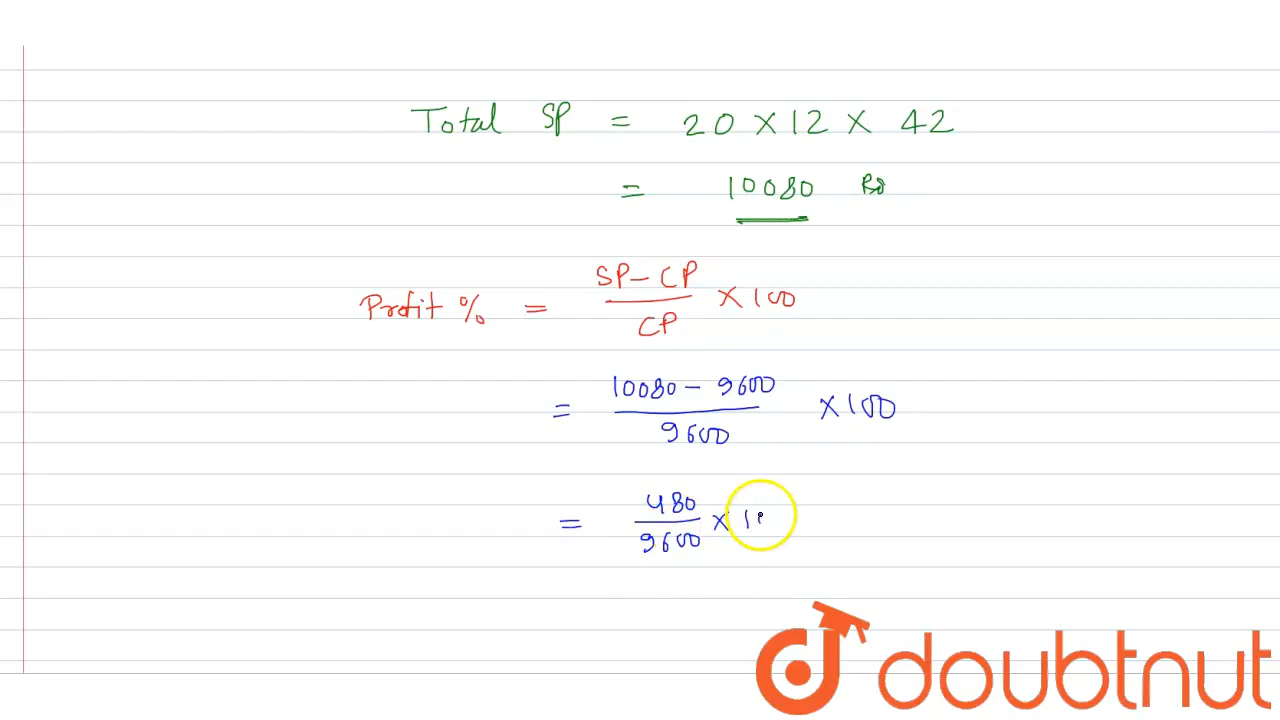 Total SP = 20 × 12 × 42
= 10080 Rs
Profit % = SP - CP / CP × 100
= 10080 - 9600 / 9600 × 100
= 480 / 9600 × 1
doubtnut